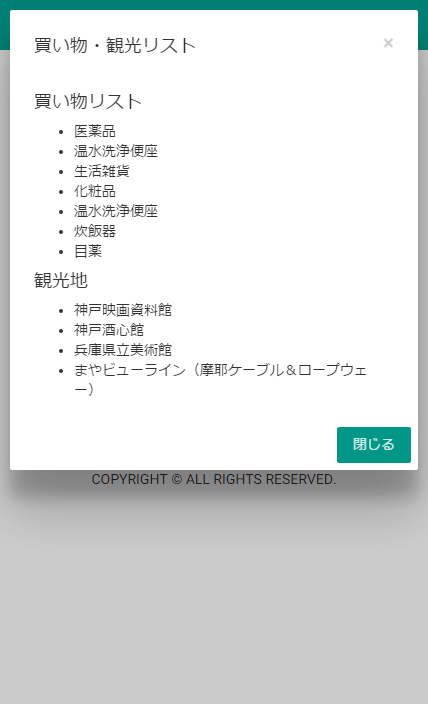 買い物・観光リスト ×
買い物リスト
• 医薬品
• 温水洗浄便座
• 生活雑貨
• 化粧品
• 温水洗浄便座
• 炊飯器
• 目薬
観光地
• 神戸映画資料館
• 神戸酒心館
• 兵庫県立美術館
• まやビューライン（摩耶ケーブル＆ロープウェ
ー）
閉じる
COPYRIGHT © ALL RIGHTS RESERVED.